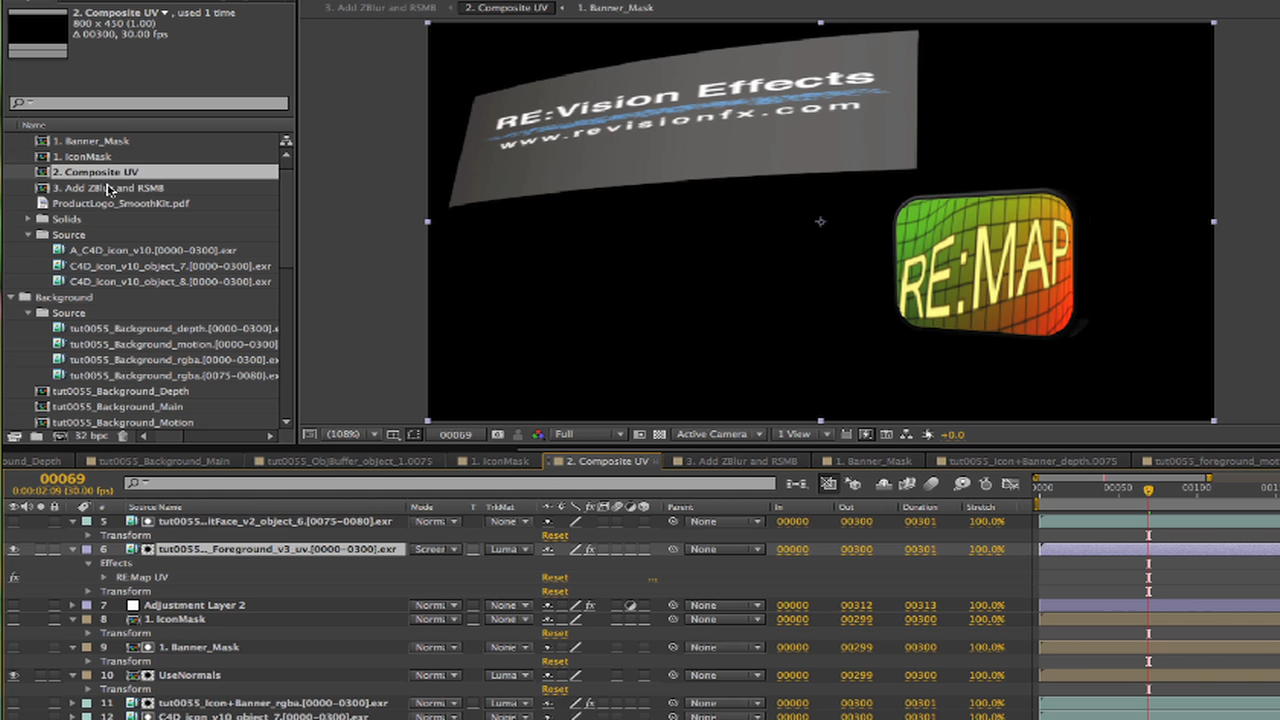 2. Composite UV ▾, used 1 time
800 x 450 (1.00)
Δ 00300, 30.00 fps
Name
1. Banner_Mask
1. IconMask
2. Composite UV
3. Add ZBlur and RSMB
ProductLogo_SmoothKit.pdf
Solids
Source
A_C4D_icon_v10.[0000-0300].exr
C4D_icon_v10_object_7.[0000-0300].exr
C4D_icon_v10_object_8.[0000-0300].exr
Background
Source
tut0055_Background_depth.[0000-0300].e
tut0055_Background_motion.[0000-0300]
tut0055_Background_rgba.[0000-0300].ex
tut0055_Background_rgba.[0075-0080].ex
tut0055_Background_Depth
tut0055_Background_Main
tut0055_Background_Motion
32 bpc
3. Add ZBlur and RSMB
2. Composite UV
1. Banner_Mask
RE:Vision Effects
www.revisionfx.com
RE:MAP
(108%) 00069 Full Active Camera 1 View +0.0
ound_Depth tut0055_Background_Main tut0055_ObjBuffer_object_1.0075 1. IconMask 2. Composite UV 3. Add ZBlur and RSMB 1. Banner_Mask tut0055_Icon+Banner_depth.0075 tut0055_foreground_mot
00069
0:00:02:09 (30.00 fps)
0000 00050 00100 001
# Source Name Mode T TrkMat Parent In Out Duration Stretch
5 tut0055...itFace_v2_object_6.[0075-0080].exr Norm None None 00000 00300 00301 100.0%
Transform Reset
6 tut0055..._Foreground_v3_uv.[0000-0300].exr Screen Luma None 00000 00300 00301 100.0%
Effects
RE:Map UV Reset ...
Transform Reset
7 Adjustment Layer 2 Norm None None 00000 00312 00313 100.0%
8 1. IconMask Norm None None 00000 00299 00300 100.0%
Transform Reset
9 1. Banner_Mask Norm None None 00000 00299 00300 100.0%
Transform Reset
10 UseNormals Norm Luma None 00000 00299 00300 100.0%
Transform Reset
11 tut0055_Icon+Banner_rgba.[0000-0300].exr Norm Luma None 00000 00300 00301 100.0%
12 C4D_icon_v10_object_7.[0000-0300].exr Norm None None 00000 00300 00301 100.0%